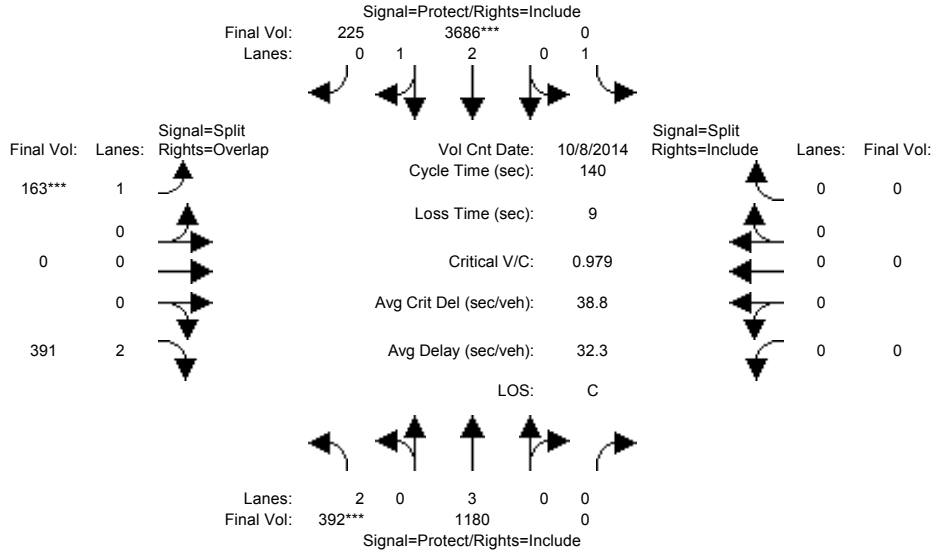 Signal=Protect/Rights=Include
Final Vol: 225 3686*** 0
Lanes: 0 1 2 0 1
Signal=Split Signal=Split
Final Vol: Lanes: Rights=Overlap Vol Cnt Date: 10/8/2014 Rights=Include Lanes: Final Vol:
Cycle Time (sec): 140
163*** 1 0 0
Loss Time (sec): 9
0 0
0 0 Critical V/C: 0.979 0 0
0 Avg Crit Del (sec/veh): 38.8 0
391 2 Avg Delay (sec/veh): 32.3 0 0
LOS: C
Lanes: 2 0 3 0 0
Final Vol: 392*** 1180 0
Signal=Protect/Rights=Include